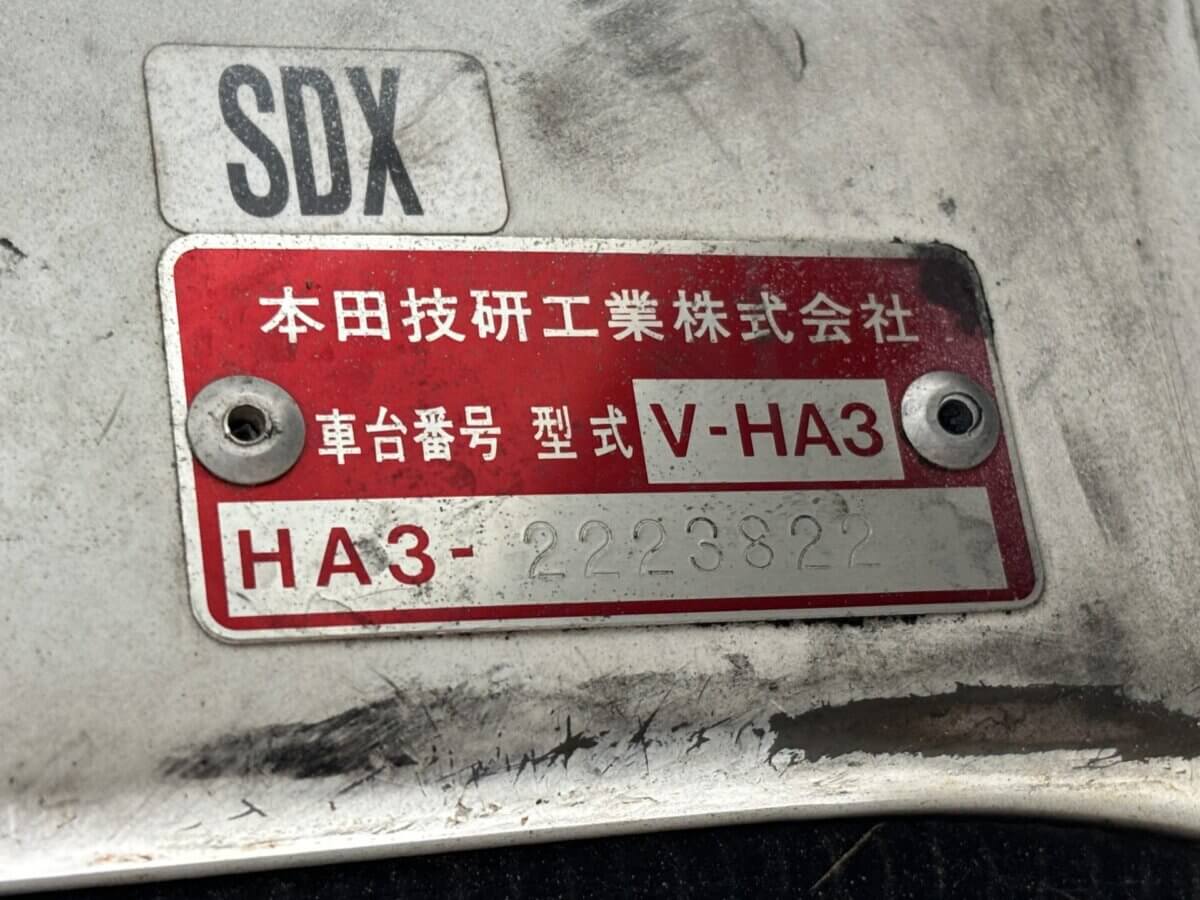 SDX
本田技研工業株式会社
車台番号 型式 V-HA3
HA3- 2223822